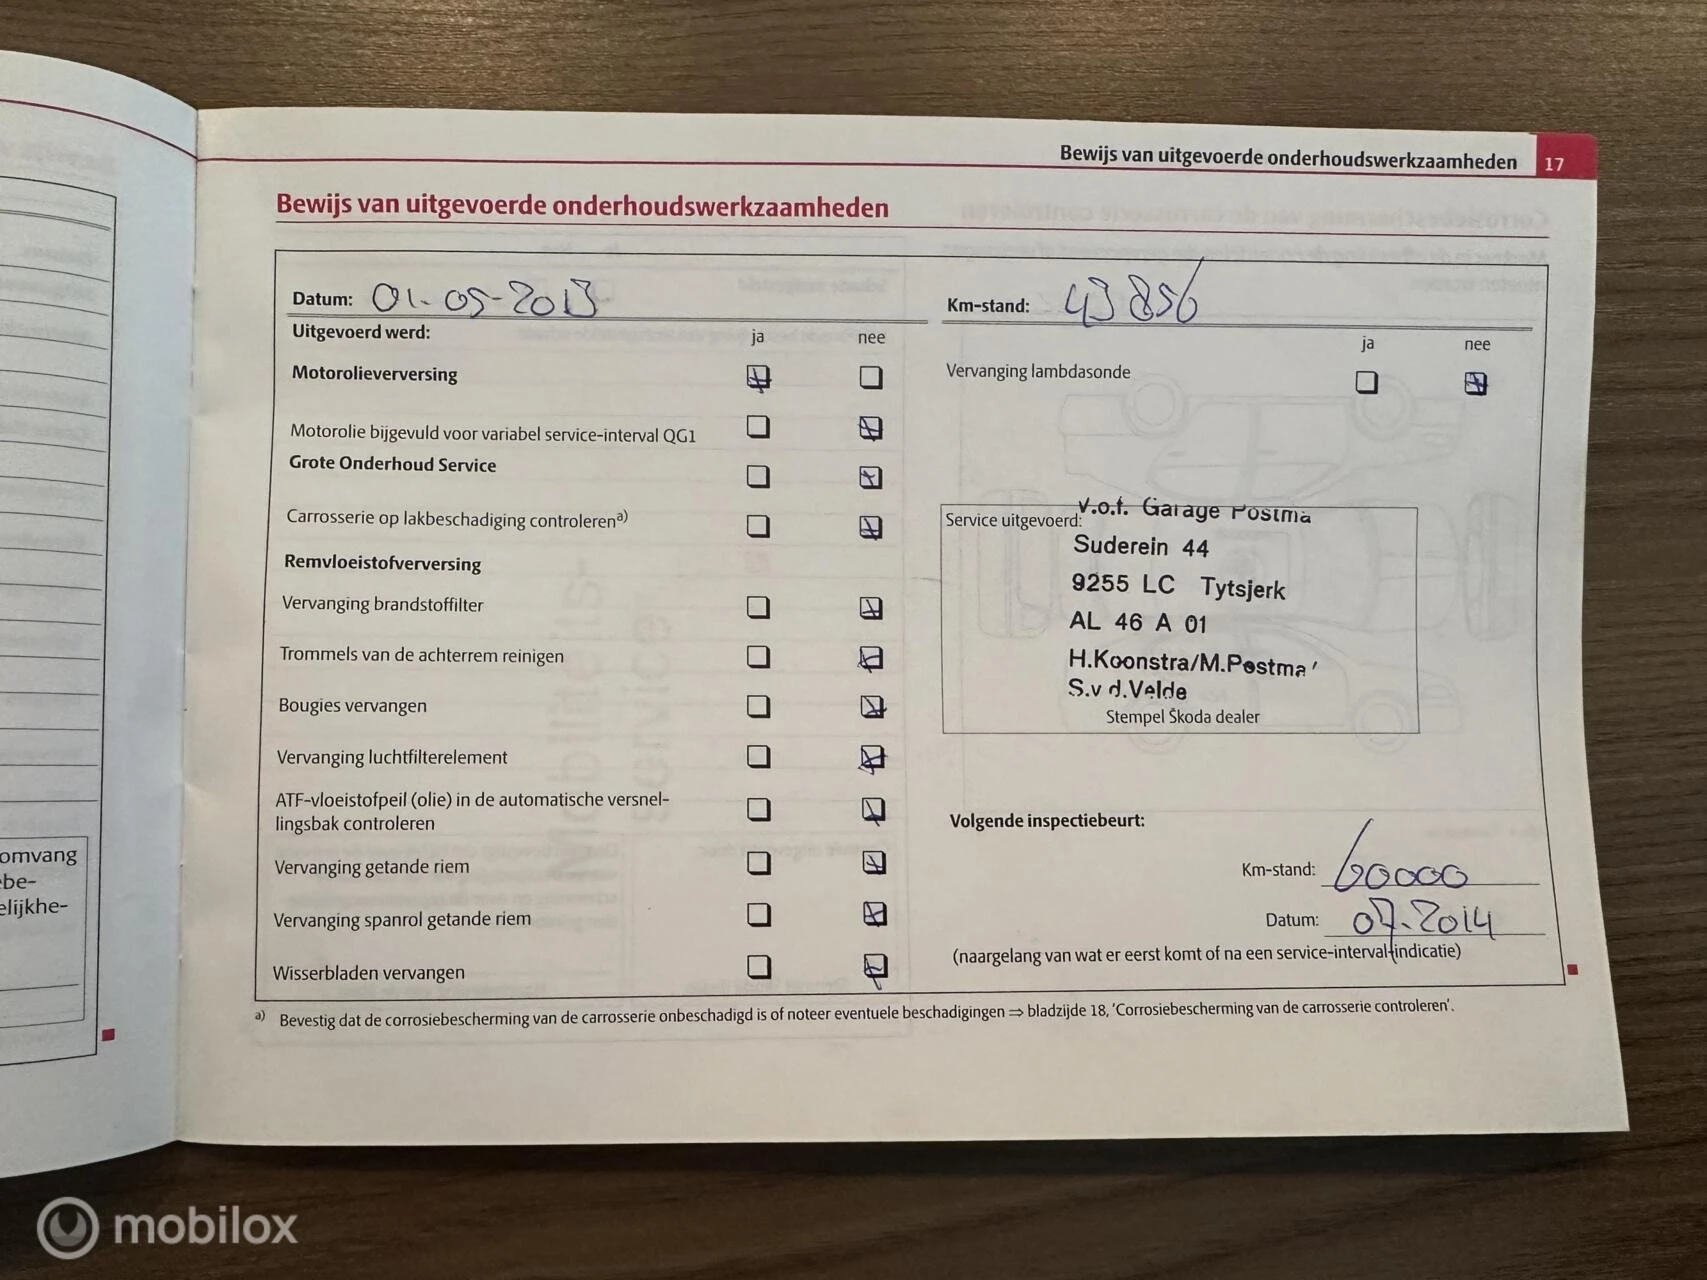 Bewijs van uitgevoerde onderhoudswerkzaamheden 17
Bewijs van uitgevoerde onderhoudswerkzaamheden
Datum: 01-05-2013
Uitgevoerd werd: ja nee
Motorolieverversing
Motorolie bijgevuld voor variabel service-interval QG1
Grote Onderhoud Service
Carrosserie op lakbeschadiging controleren a)
Remvloeistofverversing
Vervanging brandstoffilter
Trommels van de achterrem reinigen
Bougies vervangen
Vervanging luchtfilterelement
ATF-vloeistofpeil (olie) in de automatische versnel-
lingsbak controleren
Vervanging getande riem
Vervanging spanrol getande riem
Wisserbladen vervangen
Km-stand: 43856
ja nee
Vervanging lambdasonde
Service uitgevoerd:
v.o.f. Garage Postma
Suderein 44
9255 LC Tytsjerk
AL 46 A 01
H.Koonstra/M.Postma
S.v d.Velde
Stempel Škoda dealer
Volgende inspectiebeurt:
Km-stand: 60000
Datum: 07-2014
(naargelang van wat er eerst komt of na een service-interval-indicatie)
a) Bevestig dat de corrosiebescherming van de carrosserie onbeschadigd is of noteer eventuele beschadigingen ⇒ bladzijde 18, 'Corrosiebescherming van de carrosserie controleren'.
omvang
be-
elijkhe-
mobilox